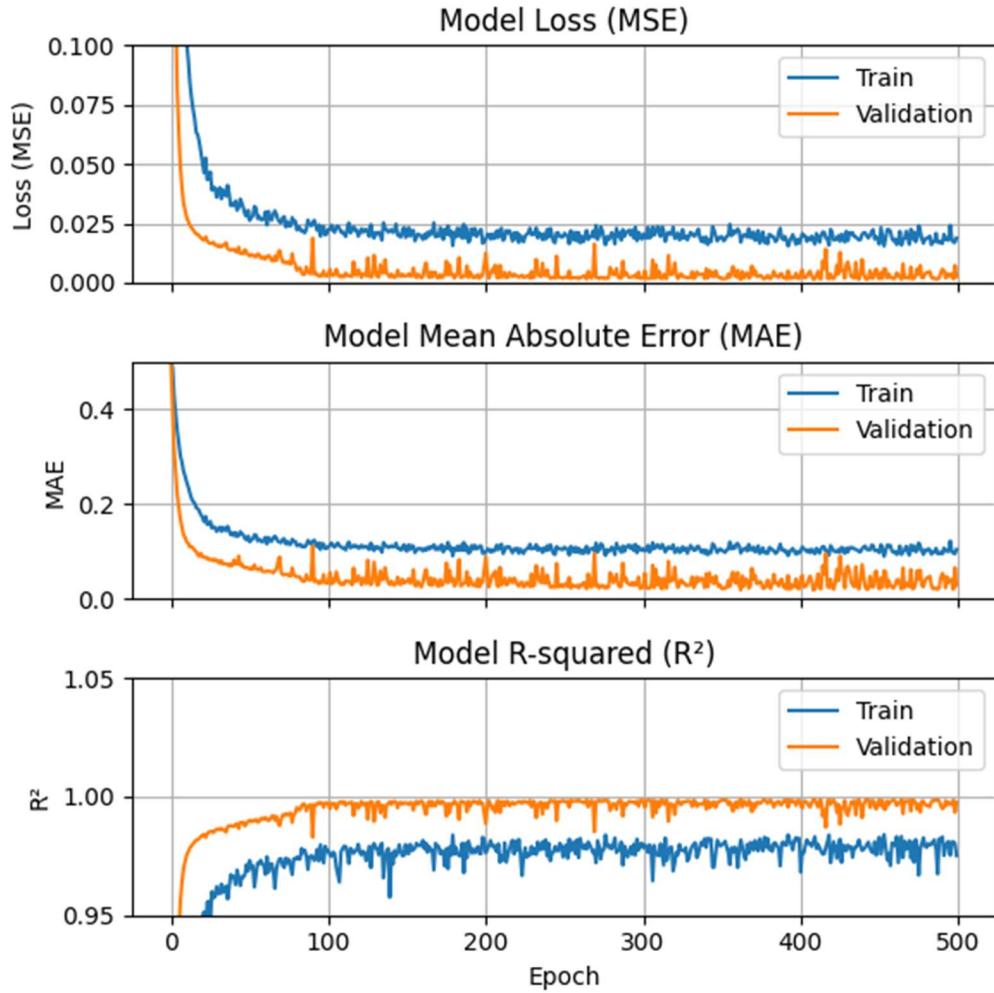 Model Loss (MSE)
0.100
0.075
0.050
0.025
0.000
Loss (MSE)
Train
Validation
Model Mean Absolute Error (MAE)
0.4
0.2
0.0
MAE
Train
Validation
Model R-squared (R²)
1.05
1.00
0.95
R²
Train
Validation
0 100 200 300 400 500
Epoch